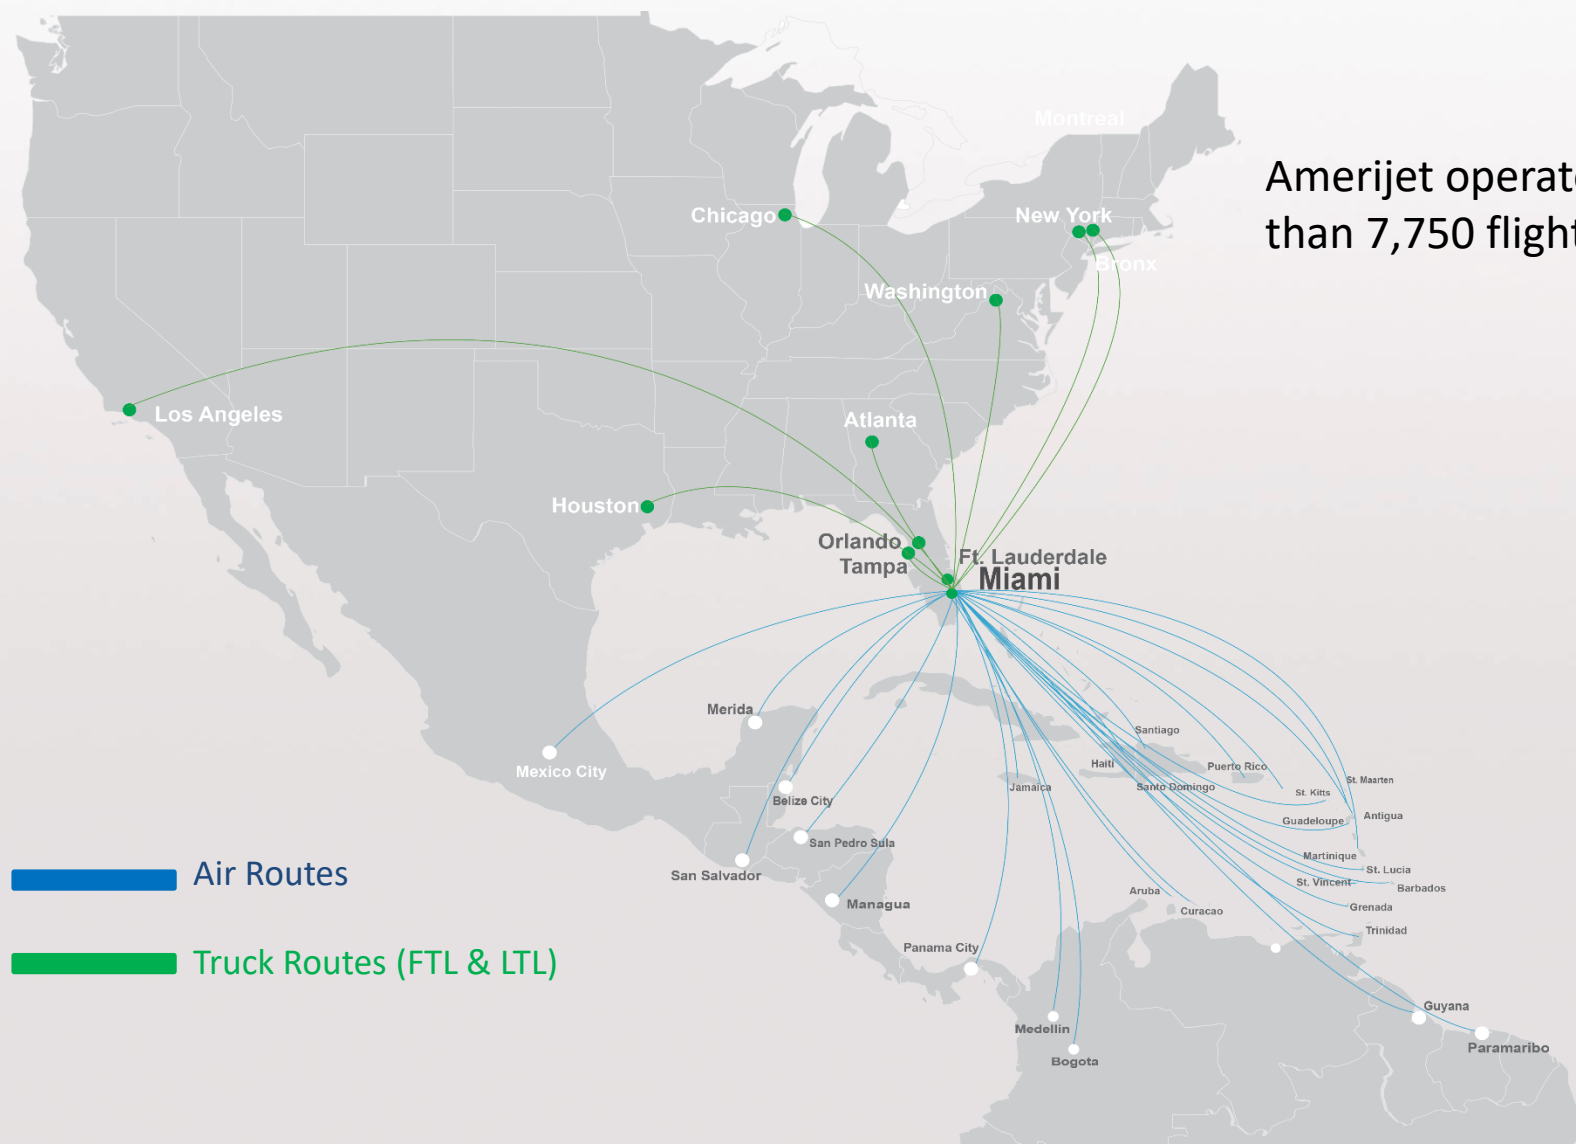 Montreal
Amerijet operate
than 7,750 flight
Chicago
New York
Bronx
Washington
Los Angeles
Atlanta
Houston
Orlando
Tampa
Ft. Lauderdale
Miami
Merida
Mexico City
Santiago
Haiti
Puerto Rico
Jamaica
Santo Domingo
St. Maarten
St. Kitts
Belize City
Guadeloupe
Antigua
San Pedro Sula
Martinique
St. Lucia
San Salvador
St. Vincent
Barbados
Air Routes
Aruba
Managua
Curacao
Grenada
Trinidad
Panama City
Truck Routes (FTL & LTL)
Guyana
Medellin
Paramaribo
Bogota